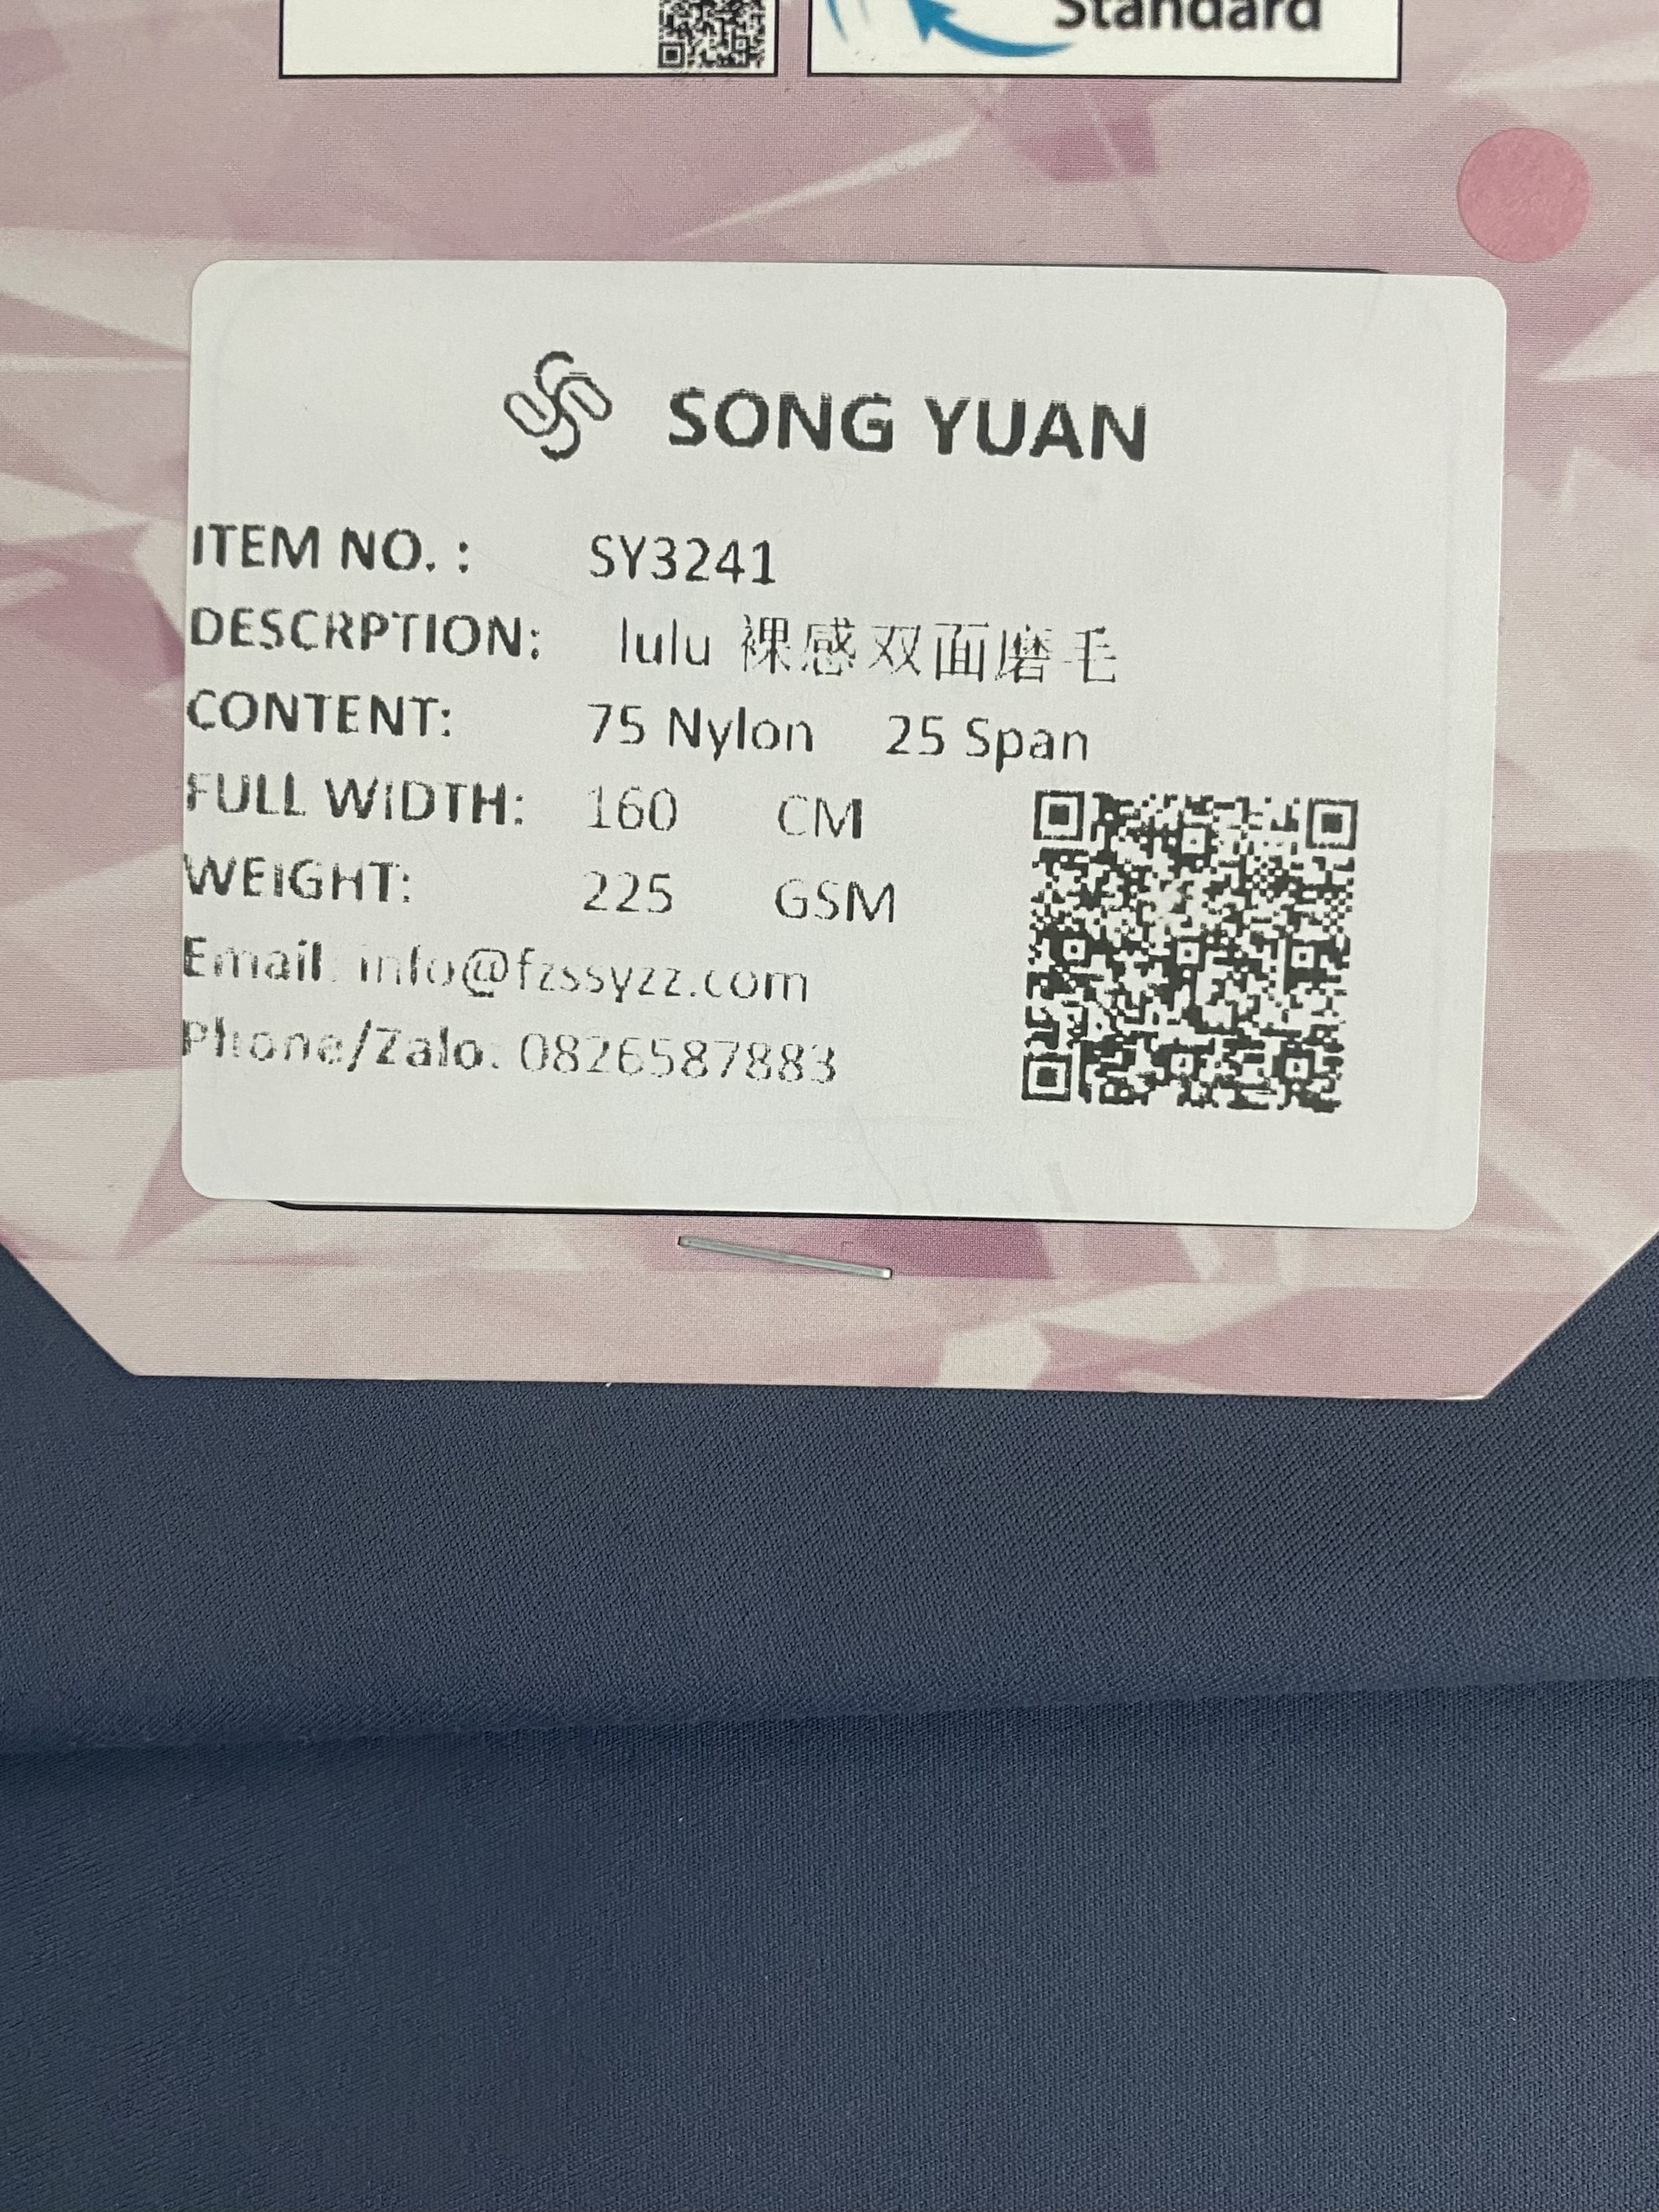 Standard
SONG YUAN
ITEM NO. : SY3241
DESCRPTION: lulu 裸感双面磨毛
CONTENT: 75 Nylon 25 Span
FULL WIDTH: 160 CM
WEIGHT: 225 GSM
Email: info@fzssyzz.com
Phone/Zalo: 0826587883